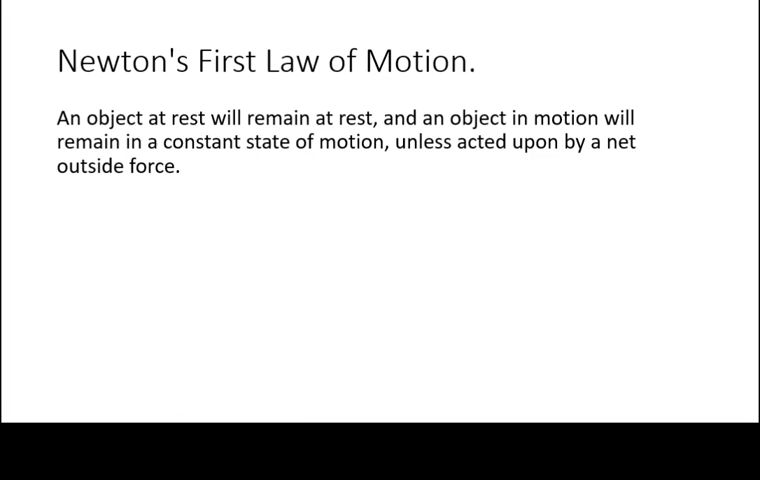 Newton's First Law of Motion.
An object at rest will remain at rest, and an object in motion will
remain in a constant state of motion, unless acted upon by a net
outside force.